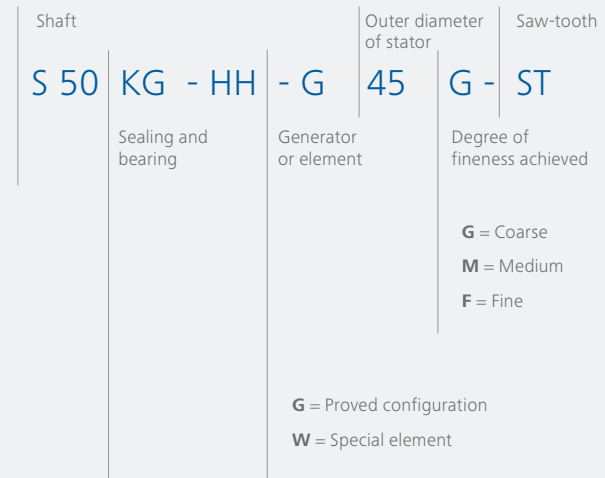 Shaft
Outer diameter
of stator
Saw-tooth
S 50 KG - HH - G 45 G - ST
Sealing and
bearing
Generator
or element
Degree of
fineness achieved
G = Coarse
M = Medium
F = Fine
G = Proved configuration
W = Special element